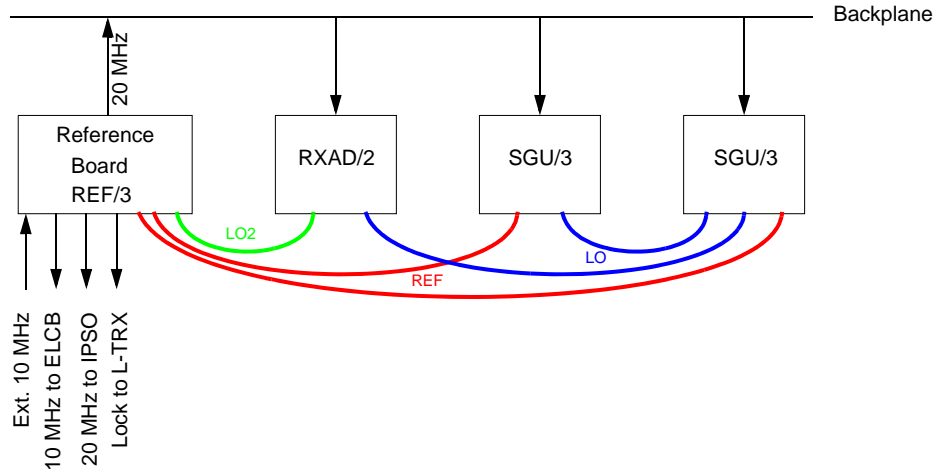 Backplane
20 MHz
Reference
Board
REF/3
RXAD/2
SGU/3
SGU/3
LO2
LO
REF
Ext. 10 MHz
10 MHz to ELCB
20 MHz to IPSO
Lock to L-TRX